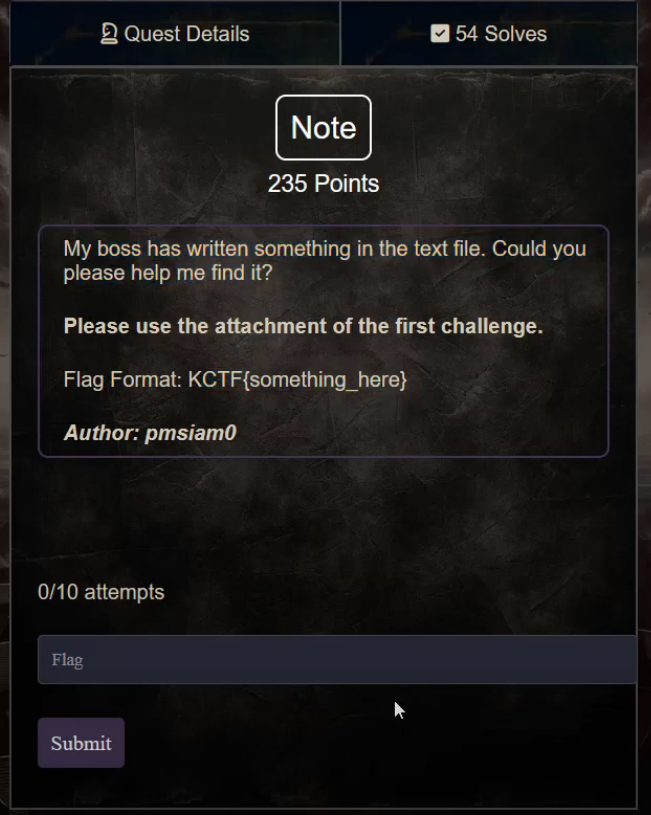 Quest Details
54 Solves
Note
235 Points
My boss has written something in the text file. Could you
please help me find it?
Please use the attachment of the first challenge.
Flag Format: KCTF{something_here}
Author: pmsiam0
0/10 attempts
Flag
Submit